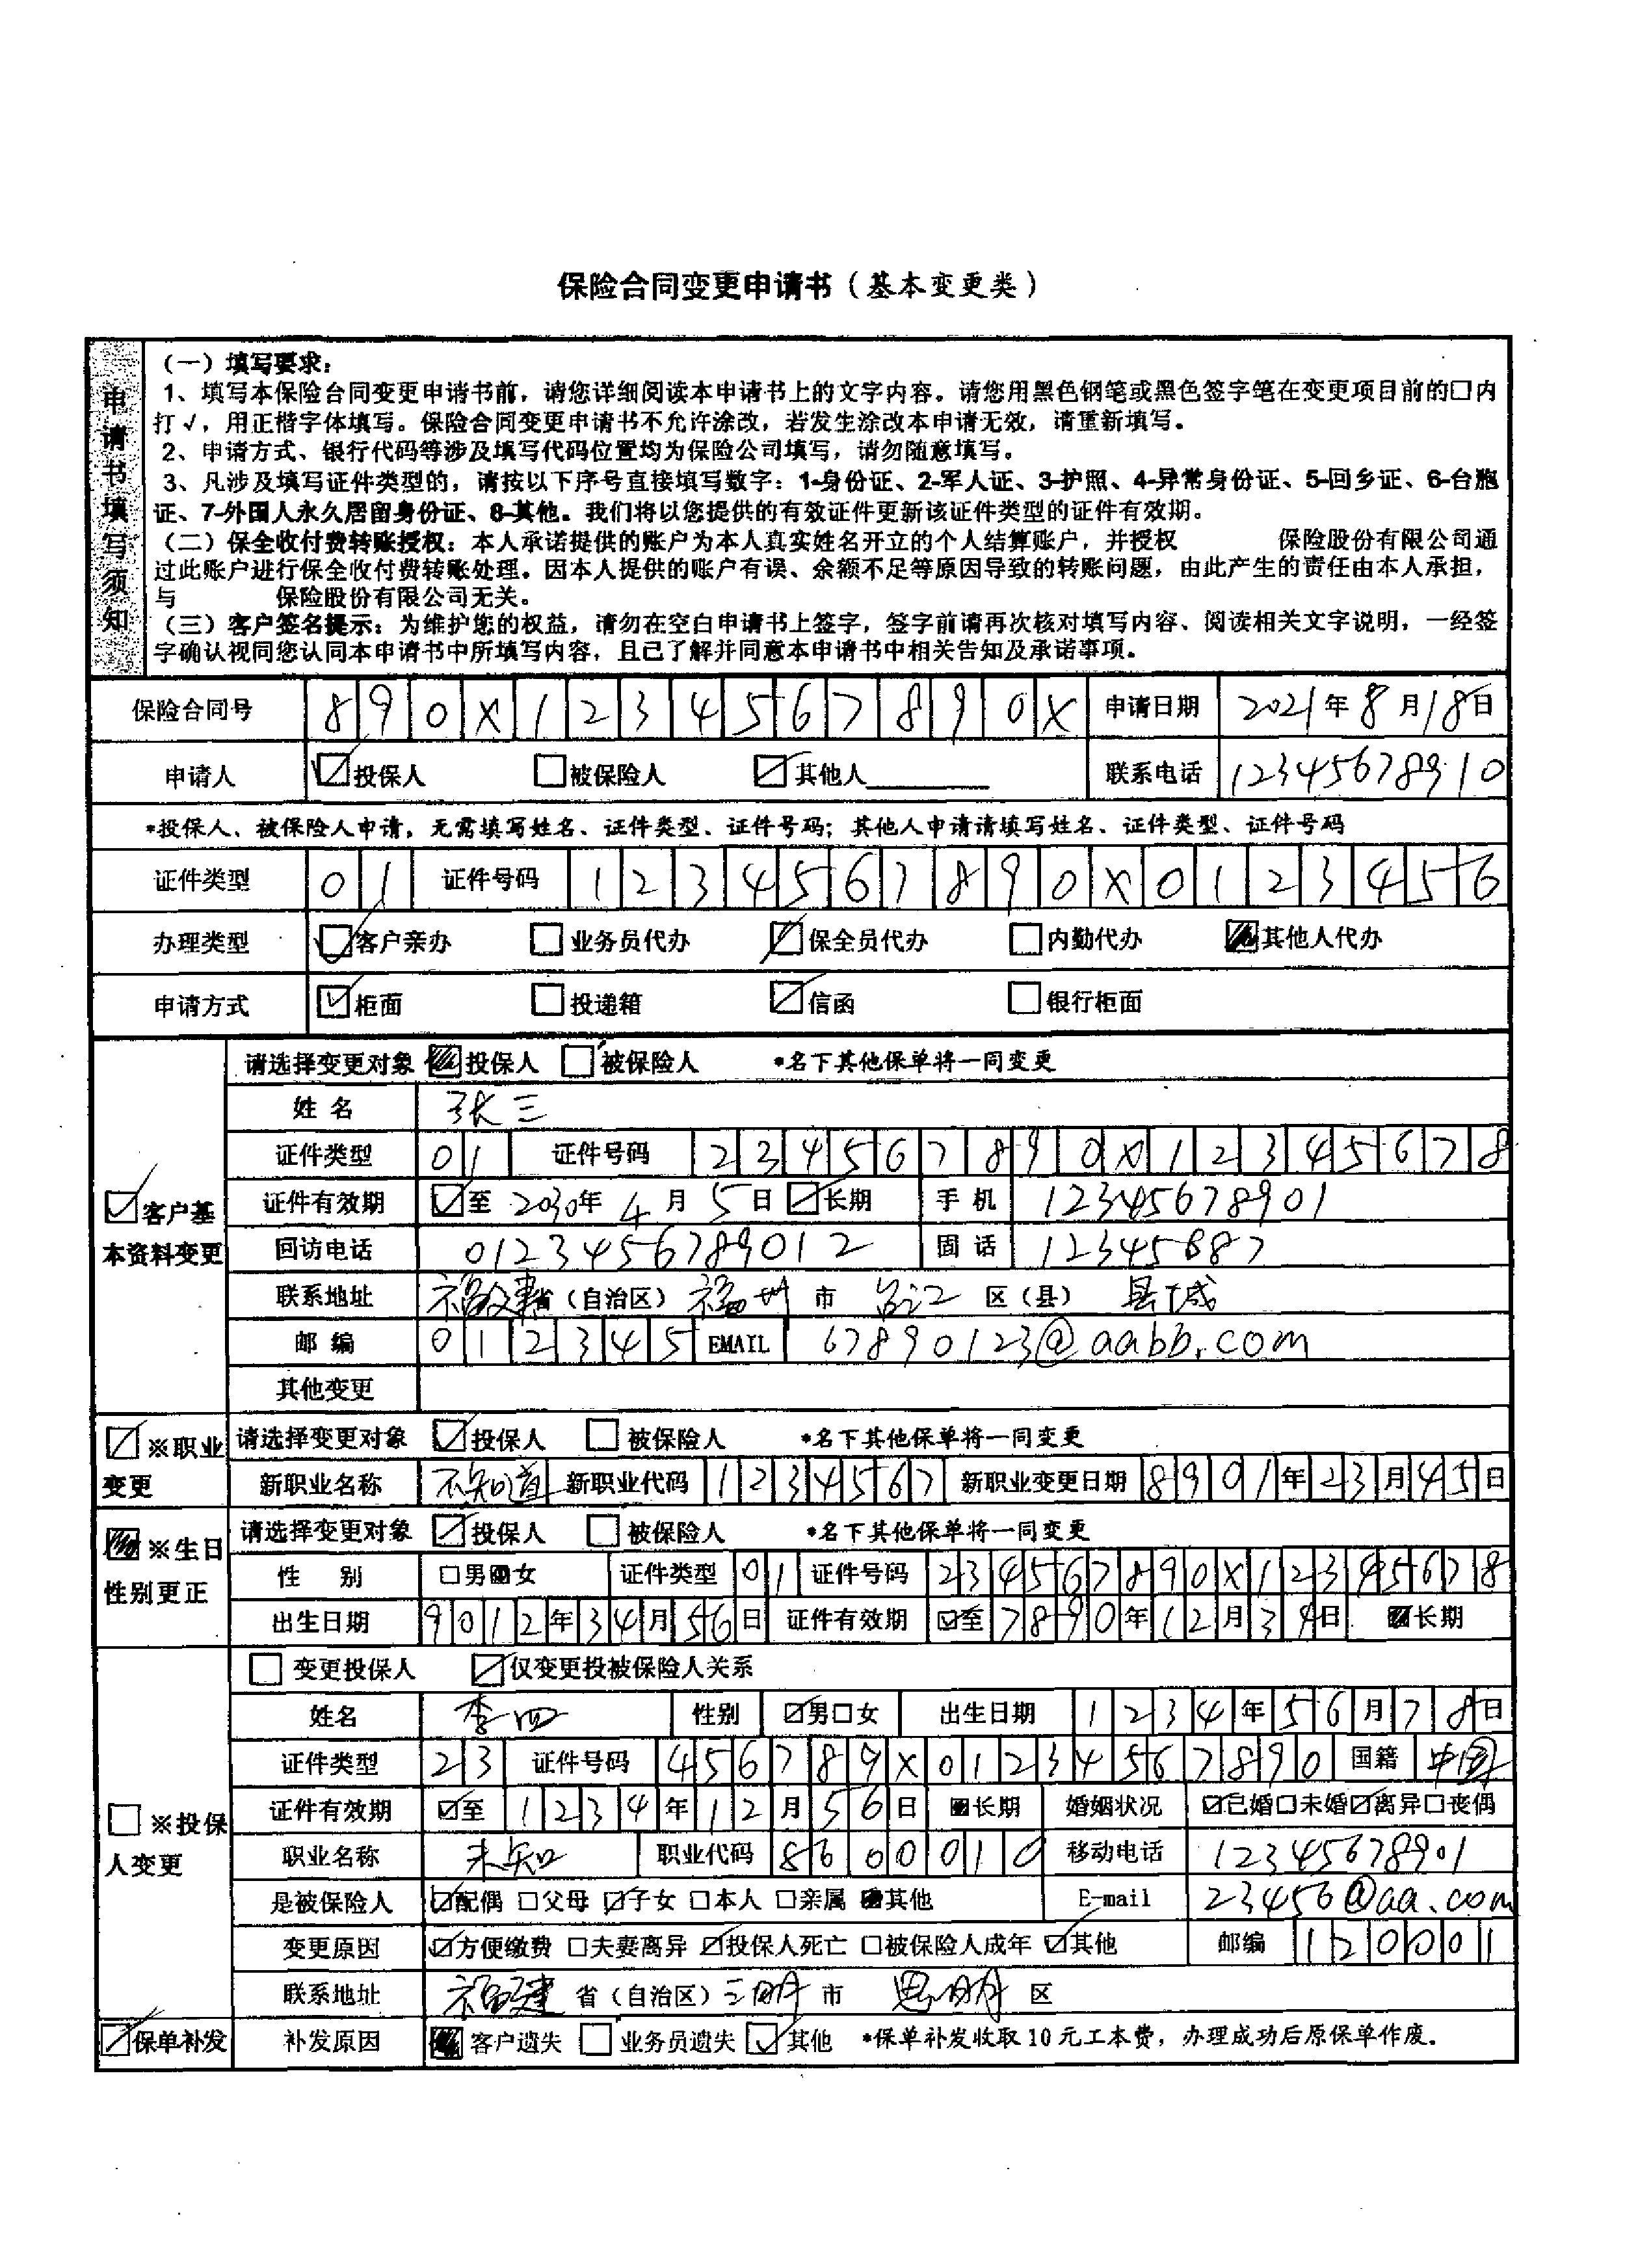 保险合同变更申请书（基本变更类）
申请书填写须知
（一）填写要求：
1、填写本保险合同变更申请书前，请您详细阅读本申请书上的文字内容。请您用黑色钢笔或黑色签字笔在变更项目前的☐内
打√，用正楷字体填写。保险合同变更申请书不允许涂改，若发生涂改本申请无效，请重新填写。
2、申请方式、银行代码等涉及填写代码位置均为保险公司填写，请勿随意填写。
3、凡涉及填写证件类型的，请按以下序号直接填写数字：1-身份证、2-军人证、3-护照、4-异常身份证、5-回乡证、6-台胞
证、7-外国人永久居留身份证、8-其他。我们将以您提供的有效证件更新该证件类型的证件有效期。
（二）保全收付费转账授权：本人承诺提供的账户为本人真实姓名开立的个人结算账户，并授权 保险股份有限公司通
过此账户进行保全收付费转账处理。因本人提供的账户有误、余额不足等原因导致的转账问题，由此产生的责任由本人承担，
与 保险股份有限公司无关。
（三）客户签名提示：为维护您的权益，请勿在空白申请书上签字，签字前请再次核对填写内容、阅读相关文字说明，一经签
字确认视同您认同本申请书中所填写内容，且已了解并同意本申请书中相关告知及承诺事项。
保险合同号 890X1234567890X 申请日期 2021年8月18日
申请人 ☑投保人 ☐被保险人 ☑其他人 联系电话 12345678910
*投保人、被保险人申请，无需填写姓名、证件类型、证件号码；其他人申请请填写姓名、证件类型、证件号码
证件类型 01 证件号码 1234567890X0123456
办理类型 ☑客户亲办 ☐业务员代办 ☑保全员代办 ☐内勤代办 ☑其他人代办
申请方式 ☑柜面 ☐投递箱 ☑信函 ☐银行柜面
☑客户基本资料变更
请选择变更对象 ☑投保人 ☐被保险人 *名下其他保单将一同变更
姓名 张三
证件类型 01 证件号码 234567890X12345678
证件有效期 ☑至 2030年4月5日 ☑长期 手机 12345678901
回访电话 0123456789012 固话 12345687
联系地址 福建省（自治区）福州市 台江区（县） 县城
邮编 012345 EMAIL 67890123@aabb.com
其他变更
☑※职业变更
请选择变更对象 ☑投保人 ☐被保险人 *名下其他保单将一同变更
新职业名称 不知道 新职业代码 1234567 新职业变更日期 8901年23月45日
☑※生日性别更正
请选择变更对象 ☑投保人 ☐被保险人 *名下其他保单将一同变更
性别 ☐男☑女 证件类型 01 证件号码 234567890X12345678
出生日期 9012年34月56日 证件有效期 ☑至7890年12月34日 ☑长期
☐※投保人变更
☐变更投保人 ☑仅变更投被保险人关系
姓名 李四 性别 ☑男☐女 出生日期 1234年56月78日
证件类型 23 证件号码 456789X01234567890 国籍 中国
证件有效期 ☑至1234年12月56日 ☑长期 婚姻状况 ☑已婚☐未婚☑离异☐丧偶
职业名称 未知 职业代码 8600010 移动电话 12345678901
是被保险人 ☑配偶 ☐父母 ☑子女 ☐本人 ☐亲属 ☑其他 E-mail 23456@aa.com
变更原因 ☑方便缴费 ☐夫妻离异 ☑投保人死亡 ☐被保险人成年 ☑其他 邮编 120001
联系地址 福建省（自治区）三明市 思明区
☑保单补发 补发原因 ☑客户遗失 ☐业务员遗失 ☑其他 *保单补发收取10元工本费，办理成功后原保单作废。